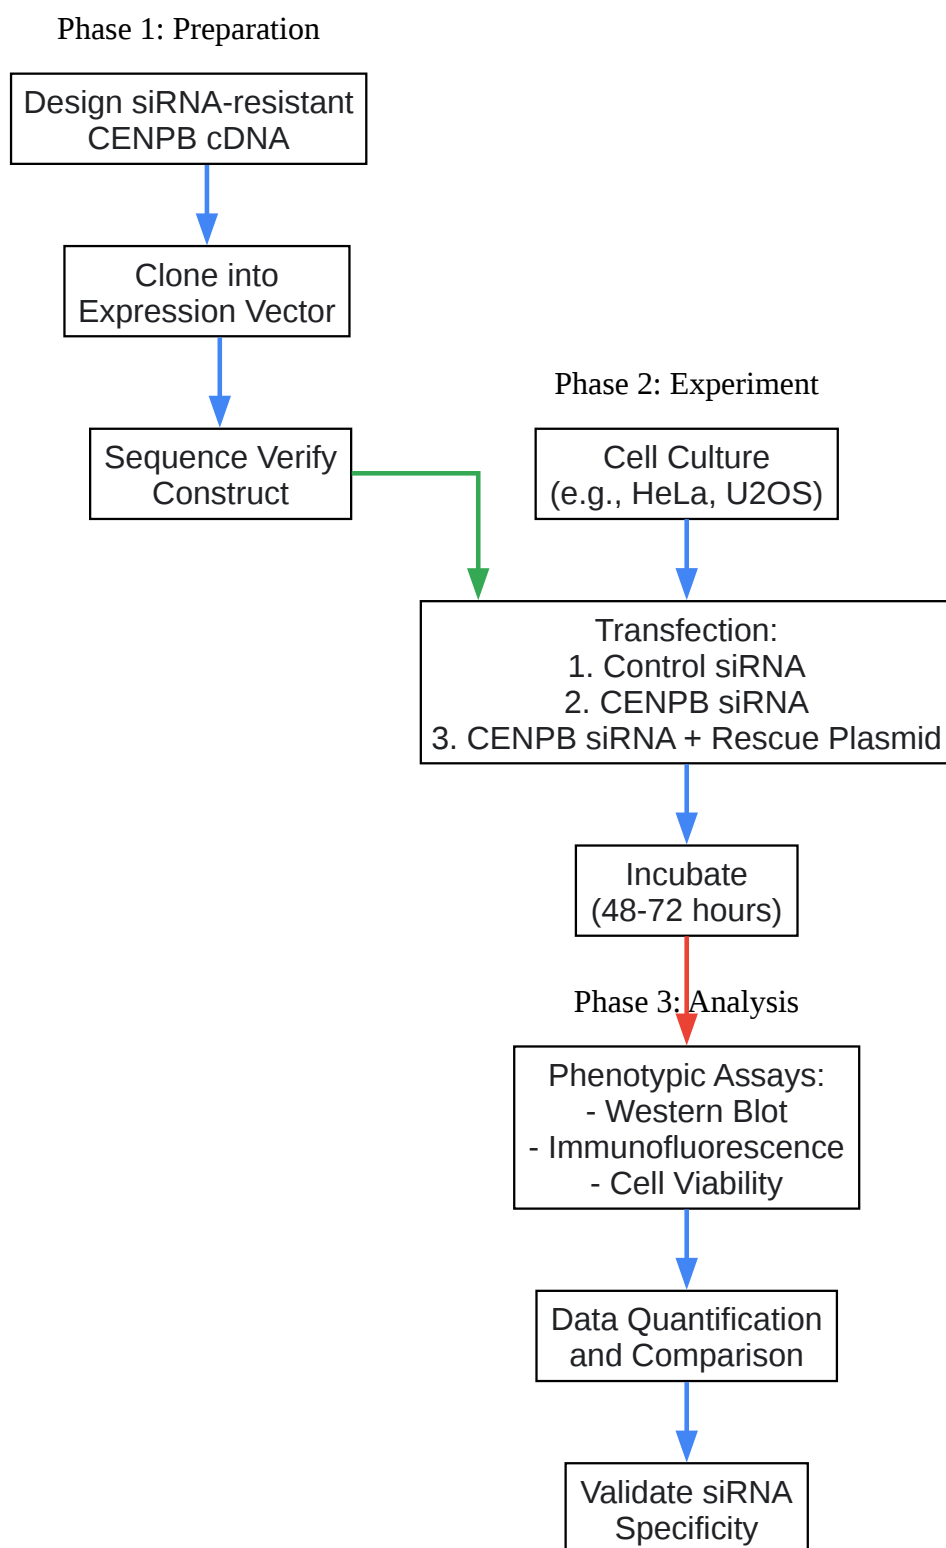 Phase 1: Preparation
Design siRNA-resistant
CENPB cDNA
Clone into
Expression Vector
Sequence Verify
Construct
Phase 2: Experiment
Cell Culture
(e.g., HeLa, U2OS)
Transfection:
1. Control siRNA
2. CENPB siRNA
3. CENPB siRNA + Rescue Plasmid
Incubate
(48-72 hours)
Phase 3: Analysis
Phenotypic Assays:
- Western Blot
- Immunofluorescence
- Cell Viability
Data Quantification
and Comparison
Validate siRNA
Specificity